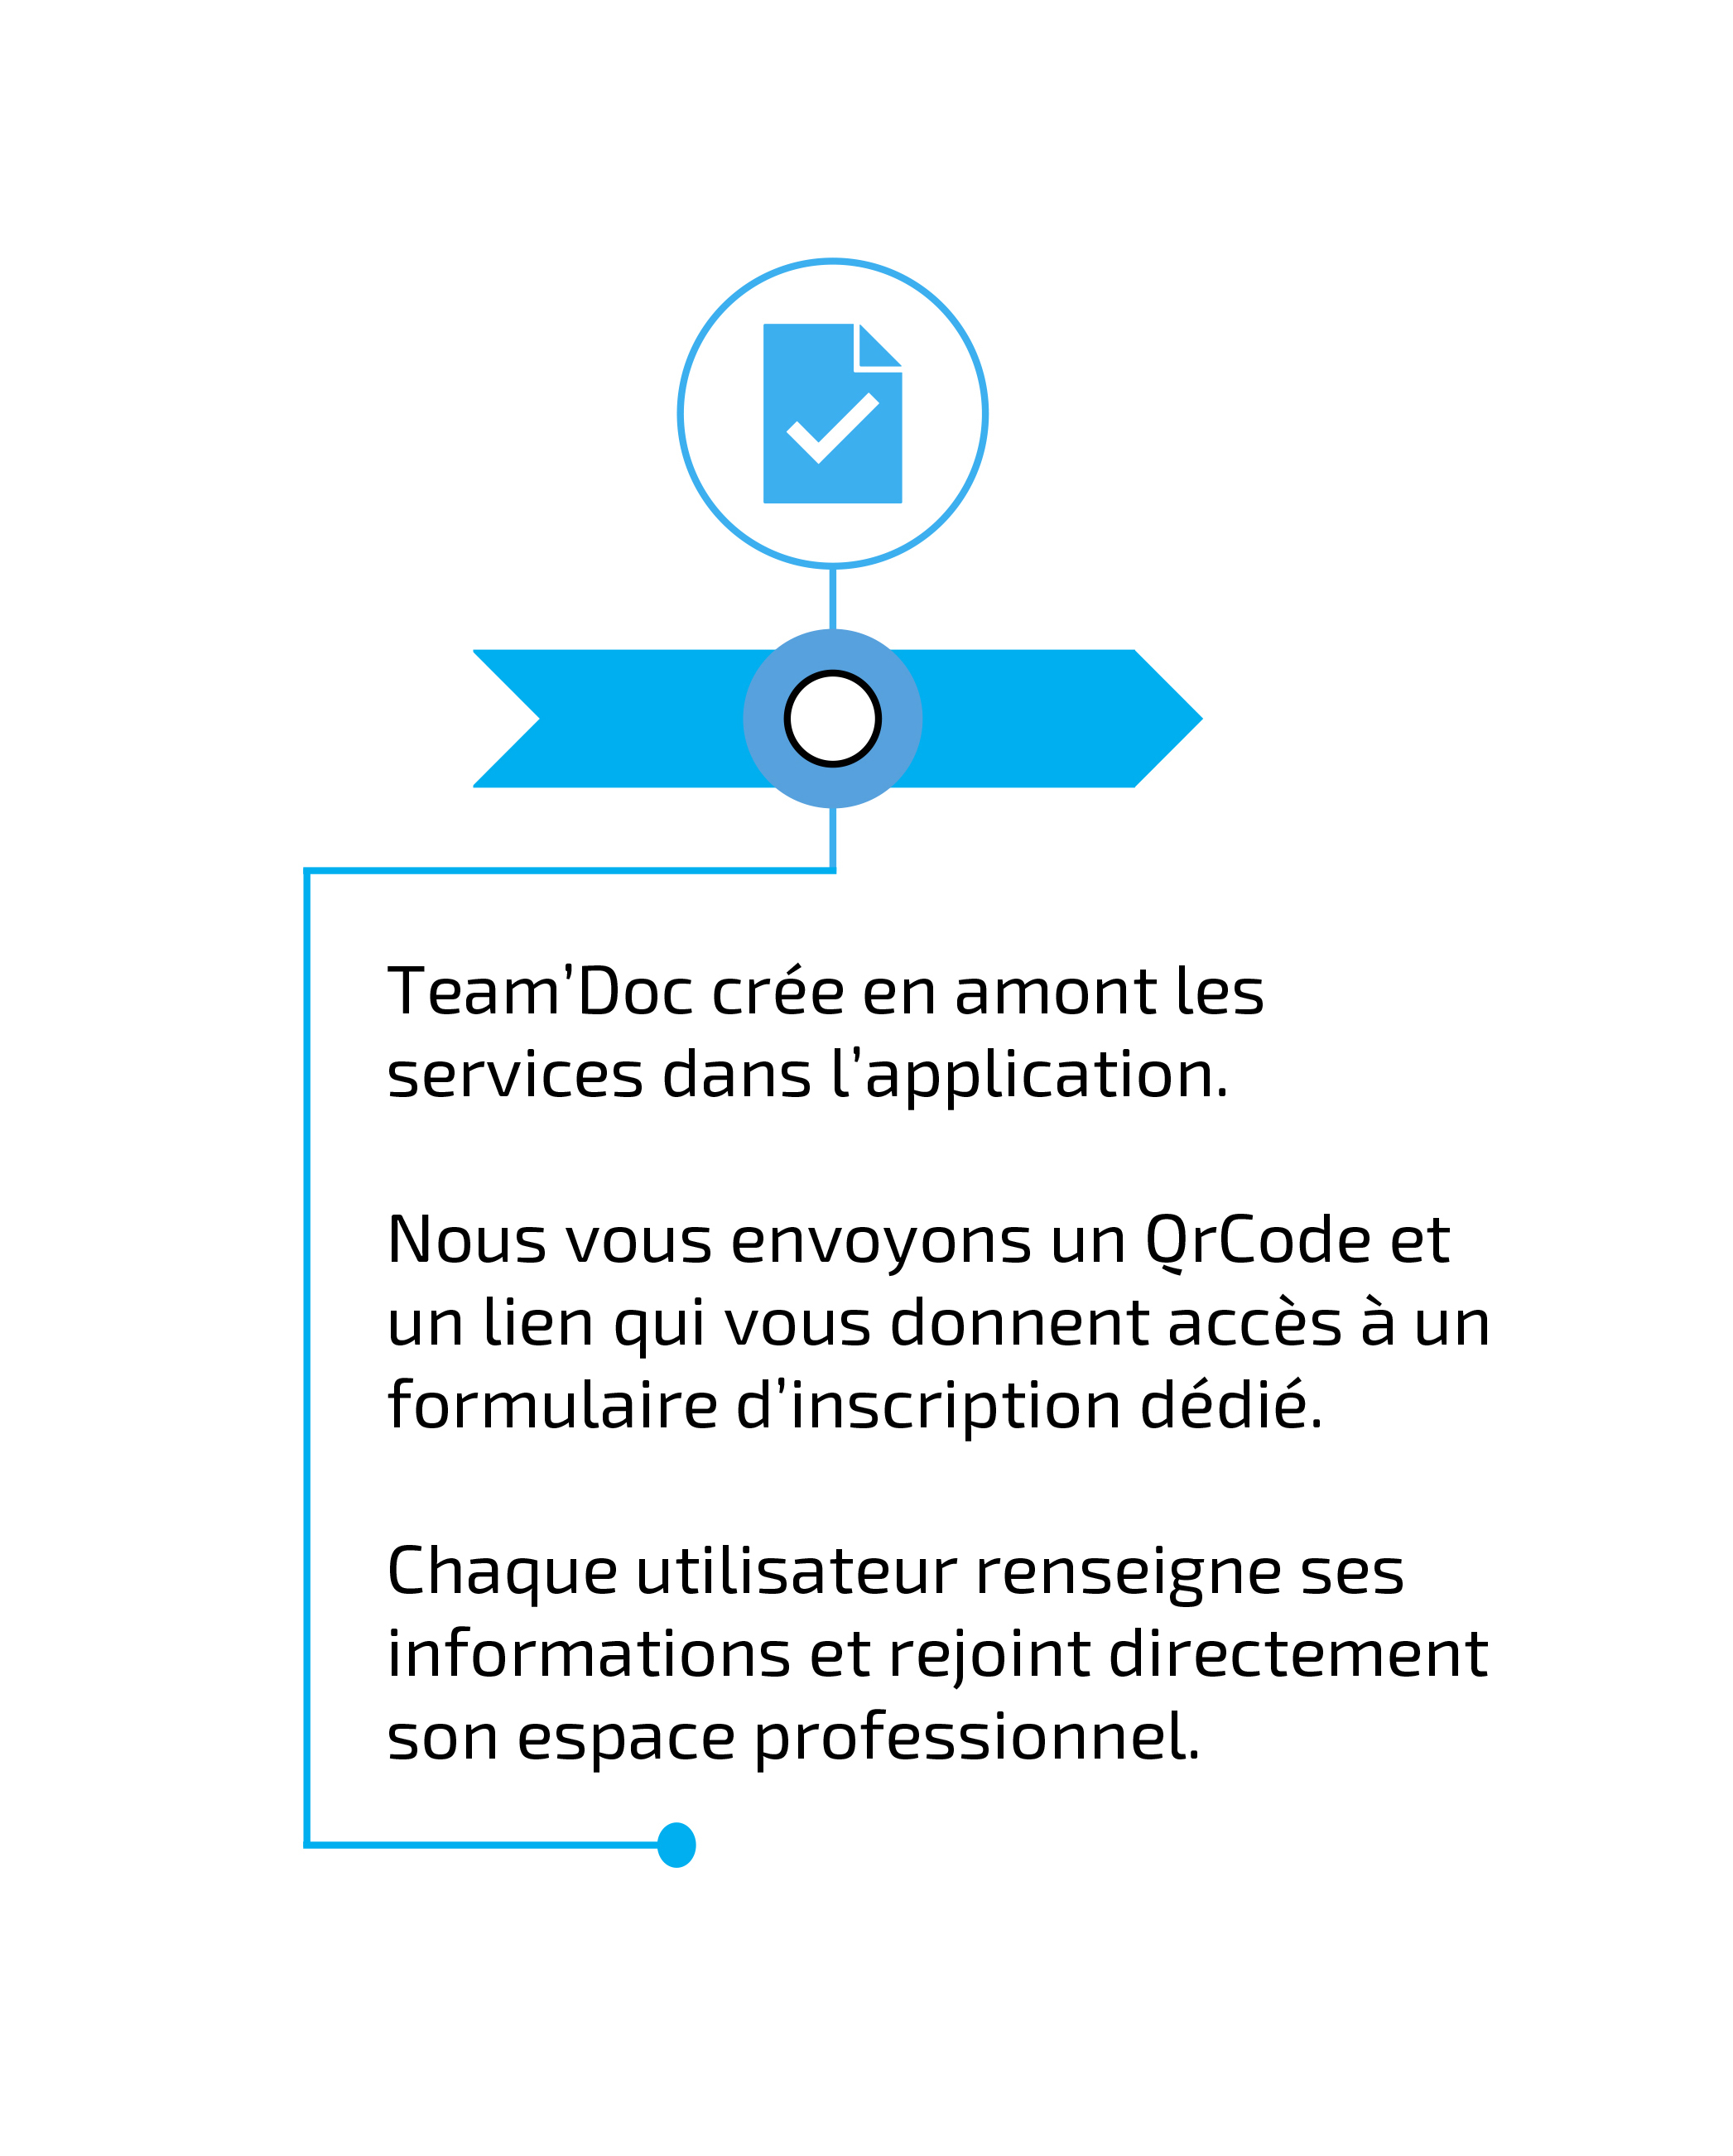 Team’Doc crée en amont les
services dans l’application.
Nous vous envoyons un QrCode et
un lien qui vous donnent accès à un
formulaire d’inscription dédié.
Chaque utilisateur renseigne ses
informations et rejoint directement
son espace professionnel.